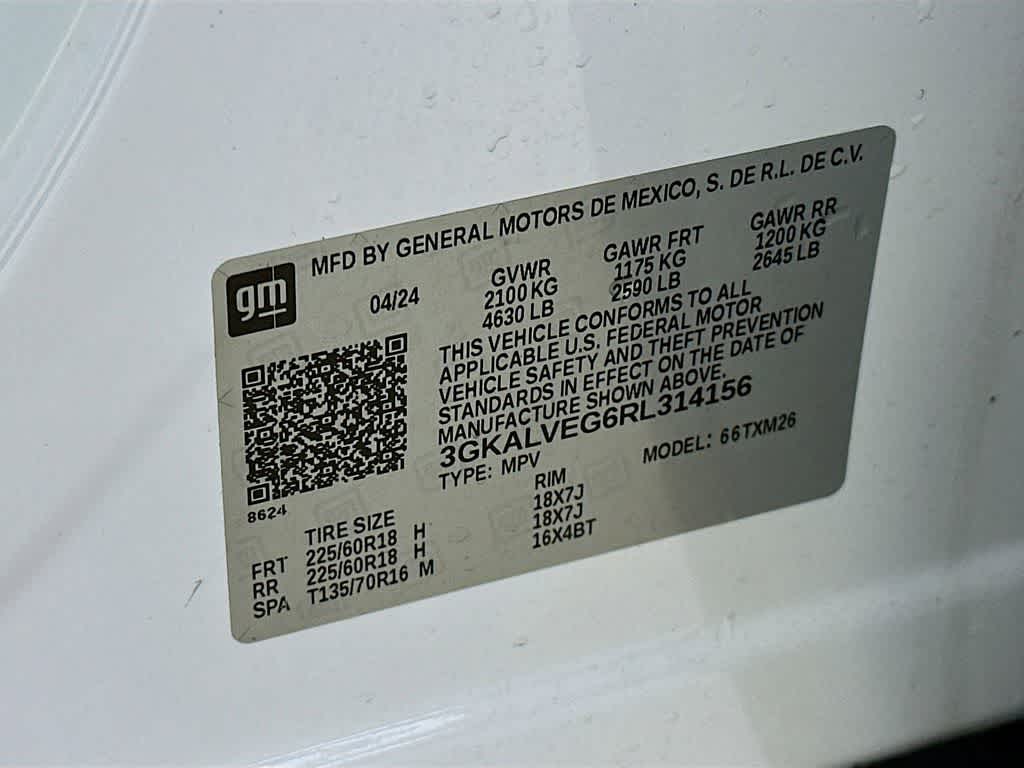 gm
MFD BY GENERAL MOTORS DE MEXICO, S. DE R.L. DE C.V.
04/24
GVWR
2100 KG
4630 LB
GAWR FRT
1175 KG
2590 LB
GAWR RR
1200 KG
2645 LB
THIS VEHICLE CONFORMS TO ALL
APPLICABLE U.S. FEDERAL MOTOR
VEHICLE SAFETY AND THEFT PREVENTION
STANDARDS IN EFFECT ON THE DATE OF
MANUFACTURE SHOWN ABOVE.
3GKALVEG6RL314156
TYPE: MPV
MODEL: 66TXM26
8624
TIRE SIZE RIM
FRT 225/60R18 H 18X7J
RR 225/60R18 H 18X7J
SPA T135/70R16 M 16X4BT